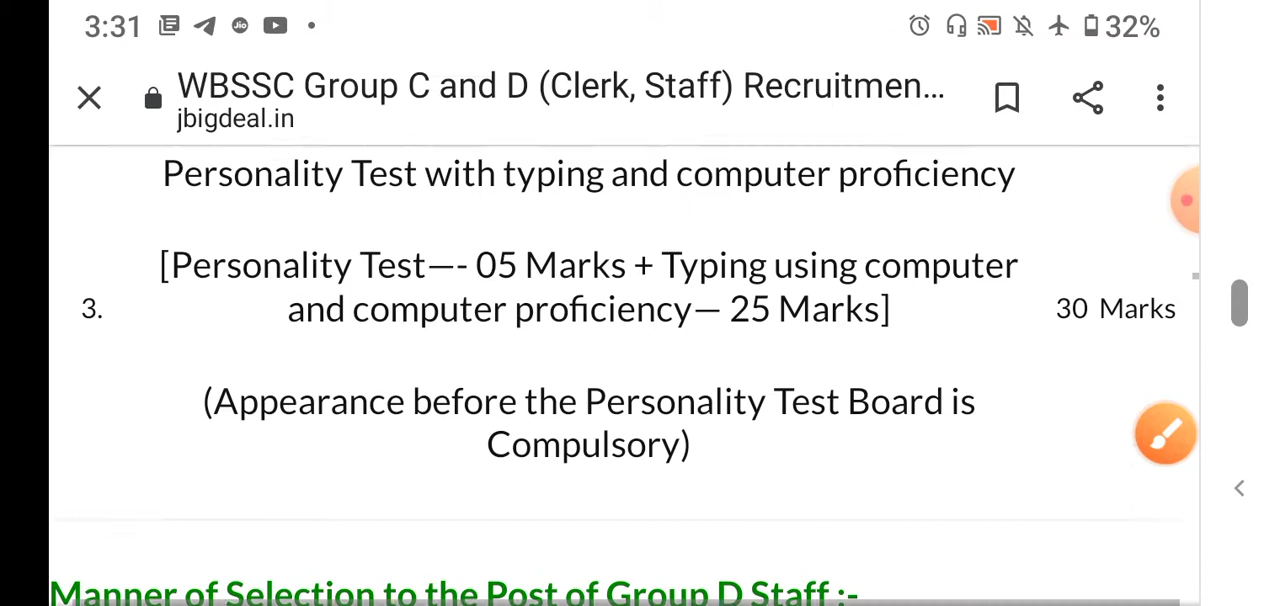 3:31 Jio 32%
WBSSC Group C and D (Clerk, Staff) Recruitmen...
jbigdeal.in
Personality Test with typing and computer proficiency
[Personality Test—- 05 Marks + Typing using computer
3. and computer proficiency— 25 Marks] 30 Marks
(Appearance before the Personality Test Board is
Compulsory)
Manner of Selection to the Post of Group D Staff :-